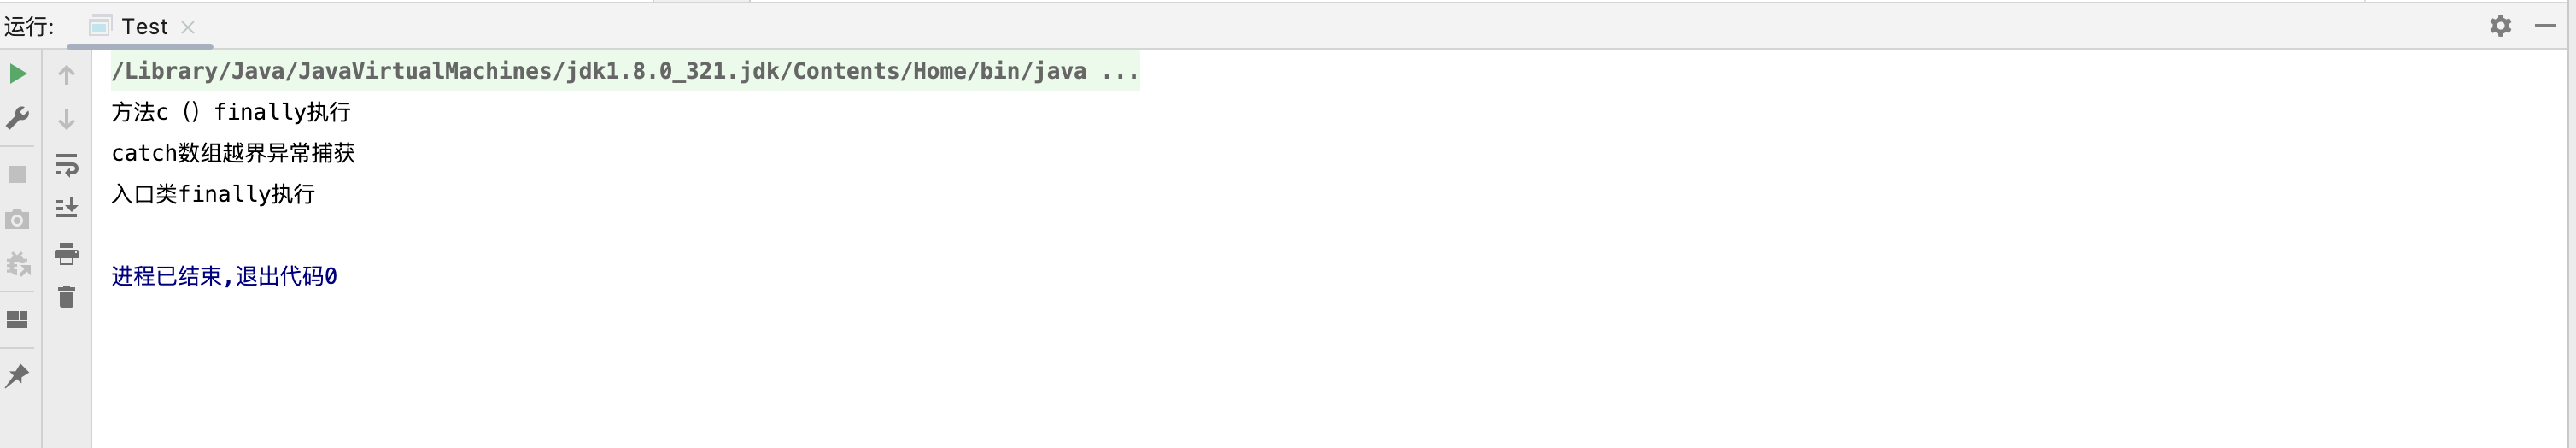 运行: Test
/Library/Java/JavaVirtualMachines/jdk1.8.0_321.jdk/Contents/Home/bin/java ...
方法c（）finally执行
catch数组越界异常捕获
入口类finally执行
进程已结束,退出代码0